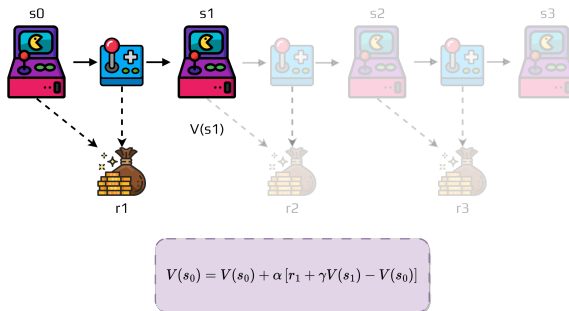 s0 s1 s2 s3
V(s1)
r1 r2 r3
V(s₀) = V(s₀) + α [r₁ + γV(s₁) − V(s₀)]